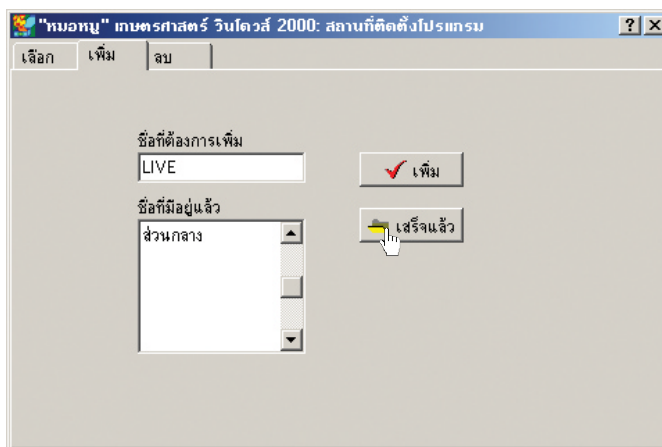 "หมอหมู" เกษตรศาสตร์ วินโดวส์ 2000: สถานที่ติดตั้งโปรแกรม
เลือก เพิ่ม ลบ
ชื่อที่ต้องการเพิ่ม
LIVE
เพิ่ม
ชื่อที่มีอยู่แล้ว
เสร็จแล้ว
ส่วนกลาง